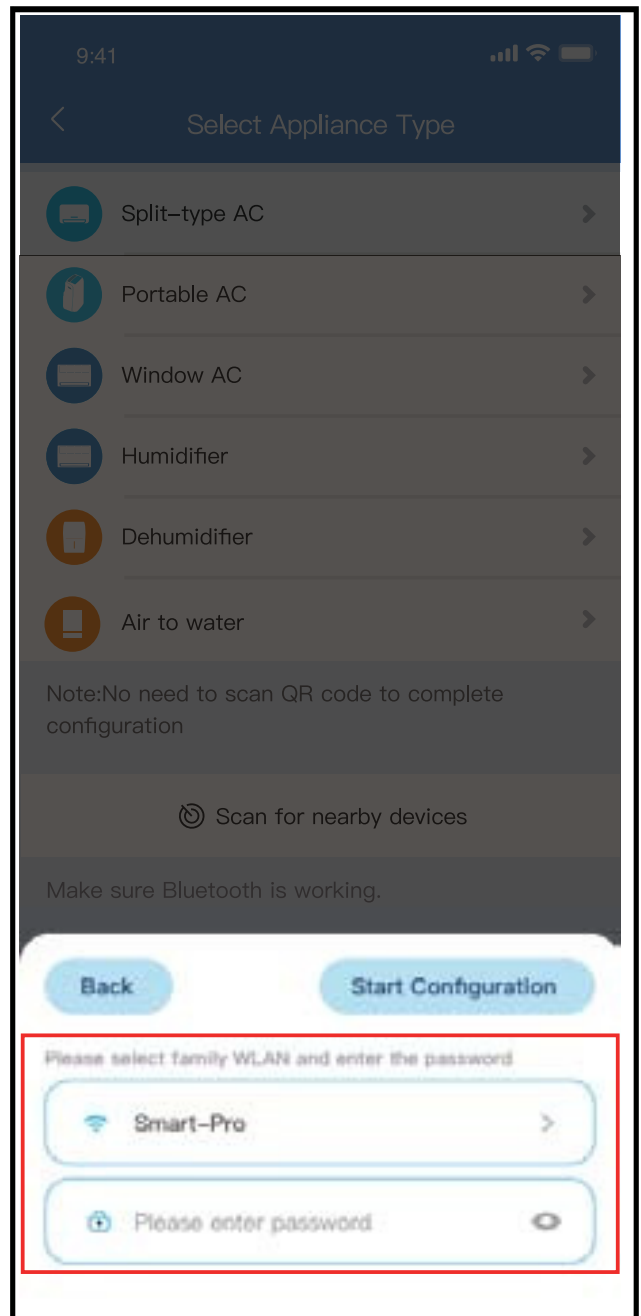 9:41
Select Appliance Type
Split-type AC
Portable AC
Window AC
Humidifier
Dehumidifier
Air to water
Note:No need to scan QR code to complete
configuration
Scan for nearby devices
Make sure Bluetooth is working.
Back
Start Configuration
Please select family WLAN and enter the password
Smart-Pro
Please enter password